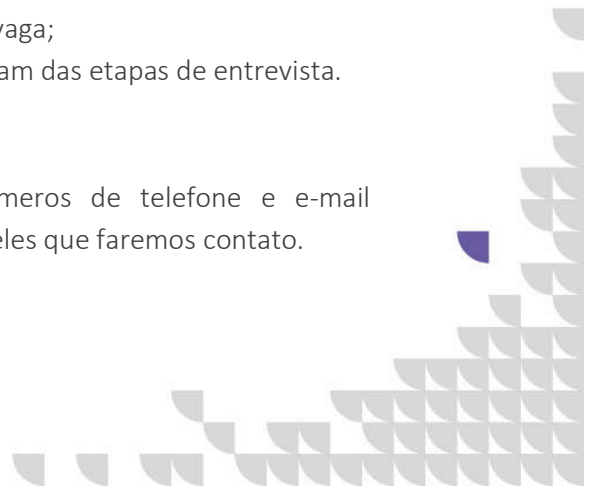 vaga;
am das etapas de entrevista.
meros de telefone e e-mail
eles que faremos contato.